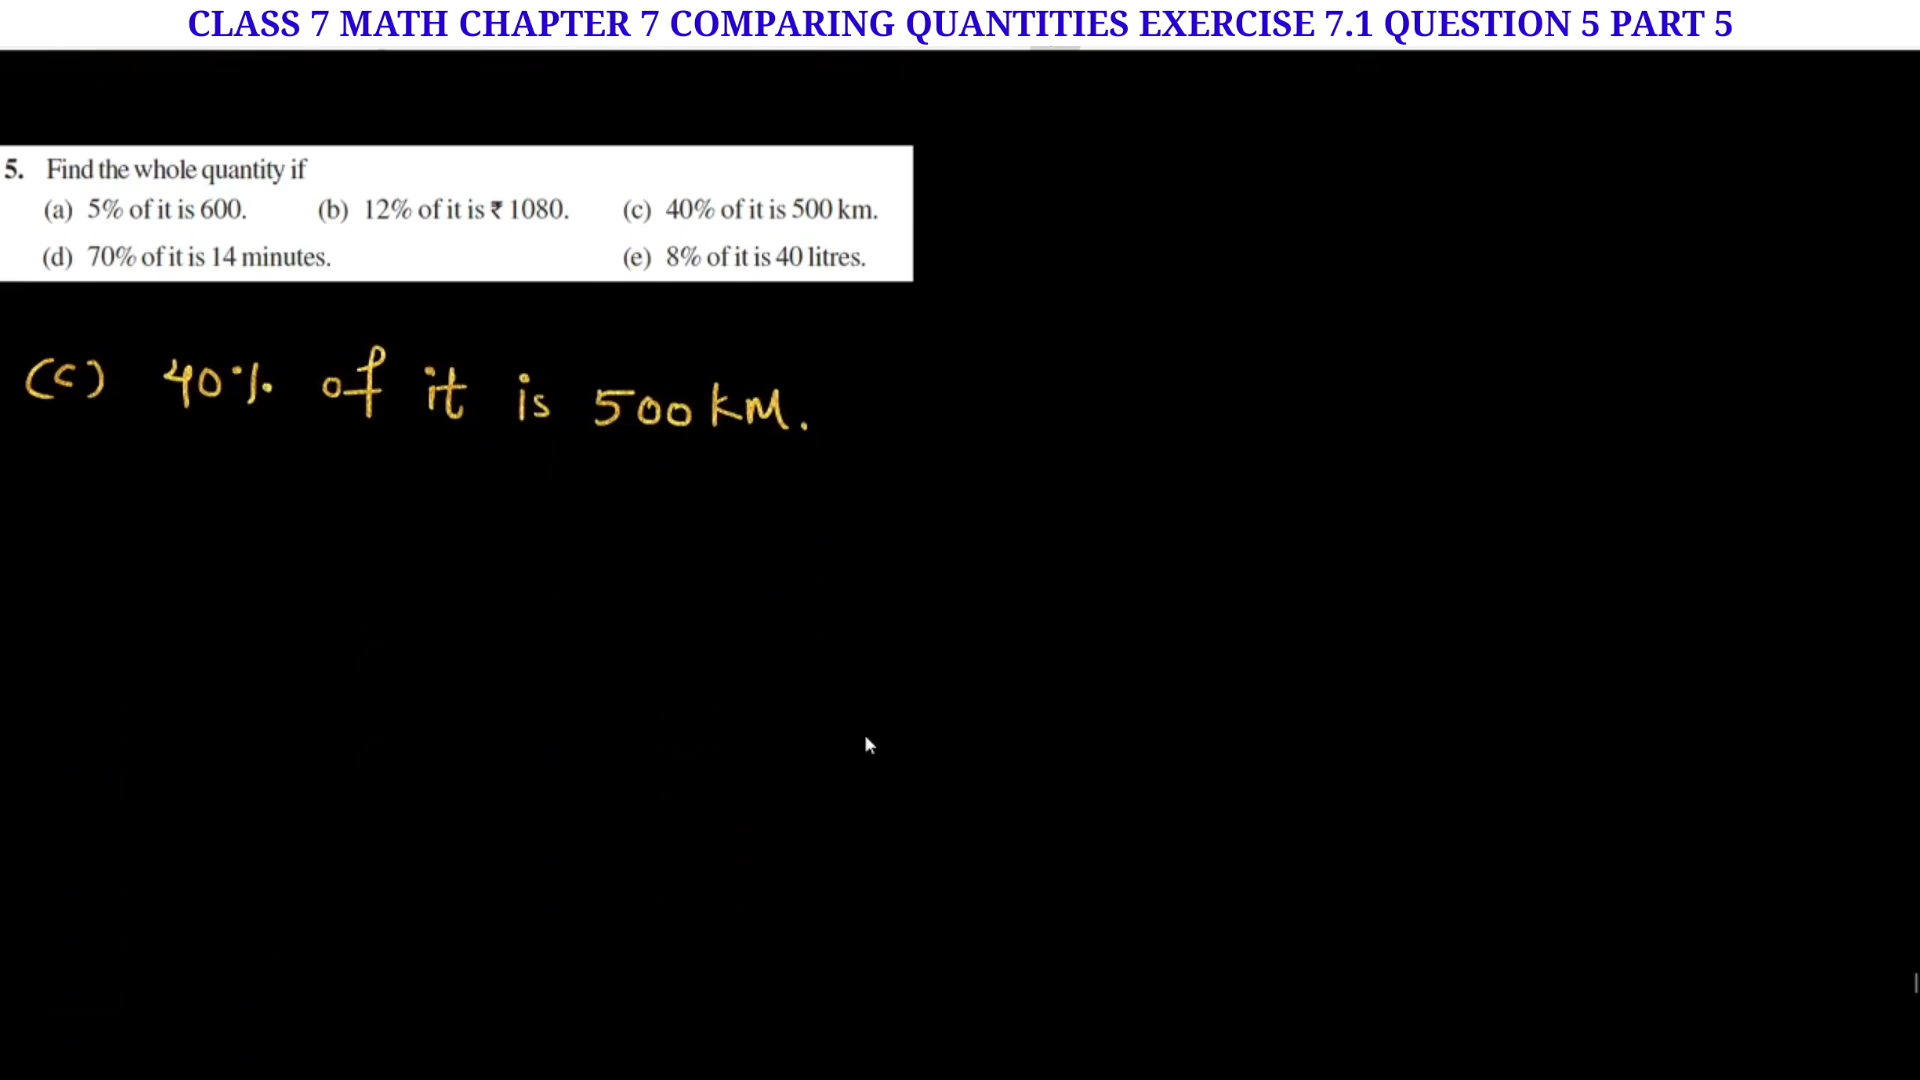 CLASS 7 MATH CHAPTER 7 COMPARING QUANTITIES EXERCISE 7.1 QUESTION 5 PART 5
5. Find the whole quantity if
(a) 5% of it is 600. (b) 12% of it is ₹ 1080. (c) 40% of it is 500 km.
(d) 70% of it is 14 minutes. (e) 8% of it is 40 litres.
(c) 40% of it is 500 KM.